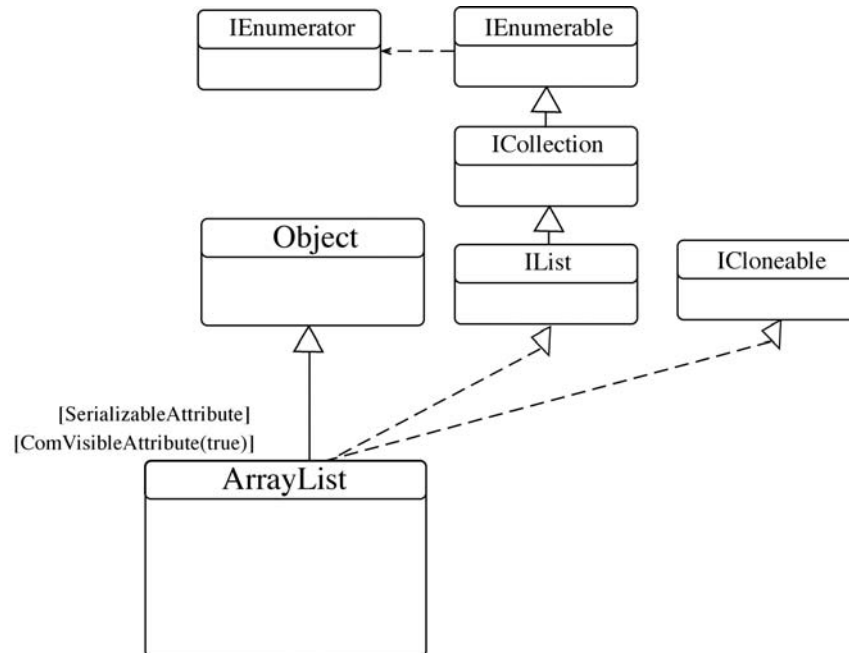 IEnumerator
IEnumerable
ICollection
Object
IList
ICloneable
[SerializableAttribute]
[ComVisibleAttribute(true)]
ArrayList